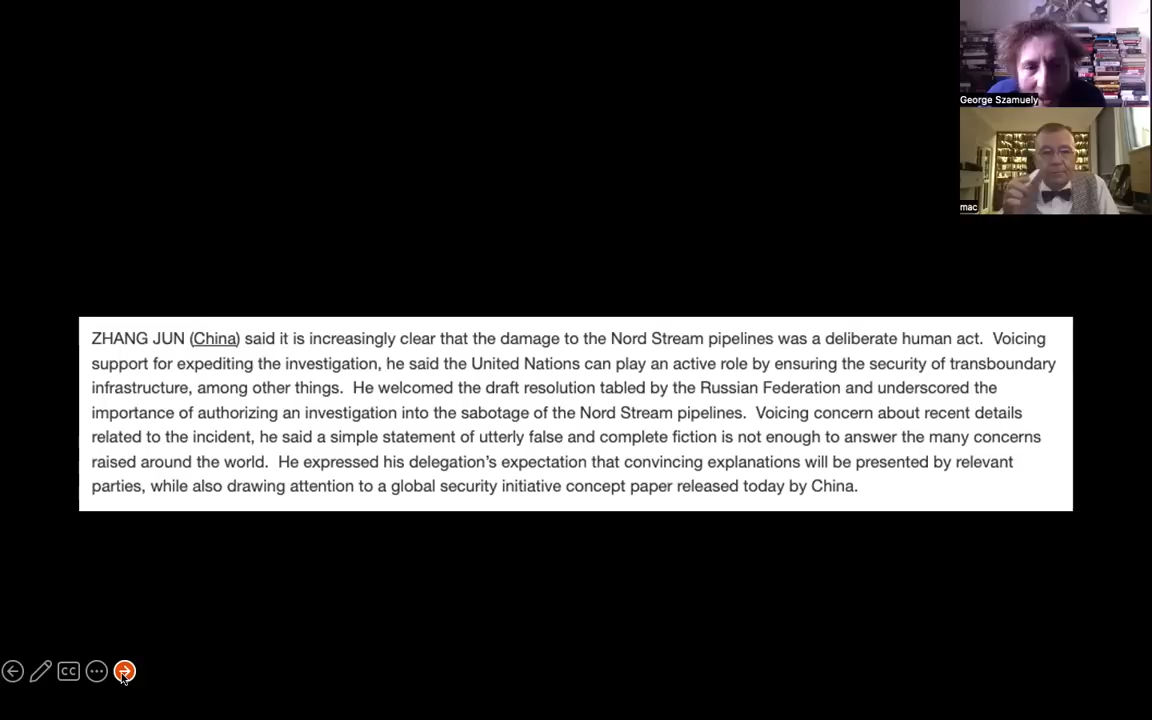 George Szamuely
mac
ZHANG JUN (China) said it is increasingly clear that the damage to the Nord Stream pipelines was a deliberate human act.  Voicing
support for expediting the investigation, he said the United Nations can play an active role by ensuring the security of transboundary
infrastructure, among other things.  He welcomed the draft resolution tabled by the Russian Federation and underscored the
importance of authorizing an investigation into the sabotage of the Nord Stream pipelines.  Voicing concern about recent details
related to the incident, he said a simple statement of utterly false and complete fiction is not enough to answer the many concerns
raised around the world.  He expressed his delegation’s expectation that convincing explanations will be presented by relevant
parties, while also drawing attention to a global security initiative concept paper released today by China.
CC